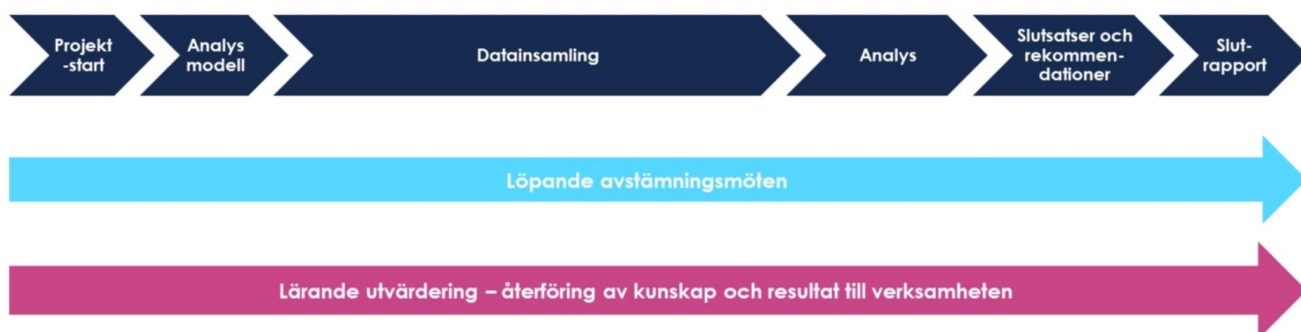 Projekt
-start
Analys
modell
Datainsamling
Analys
Slutsatser och
rekommen-
dationer
Slut-
rapport
Löpande avstämningsmöten
Lärande utvärdering – återföring av kunskap och resultat till verksamheten